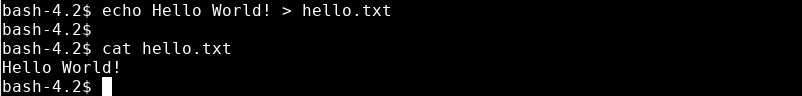 bash-4.2$ echo Hello World! > hello.txt
bash-4.2$
bash-4.2$ cat hello.txt
Hello World!
bash-4.2$